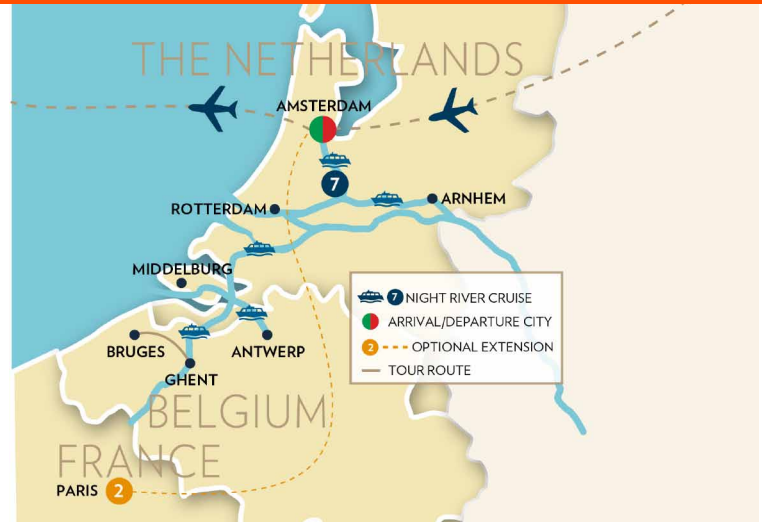 THE NETHERLANDS
AMSTERDAM
7
ARNHEM
ROTTERDAM
MIDDELBURG
7 NIGHT RIVER CRUISE
ARRIVAL/DEPARTURE CITY
2 OPTIONAL EXTENSION
TOUR ROUTE
BRUGES
ANTWERP
GHENT
BELGIUM
FRANCE
PARIS 2